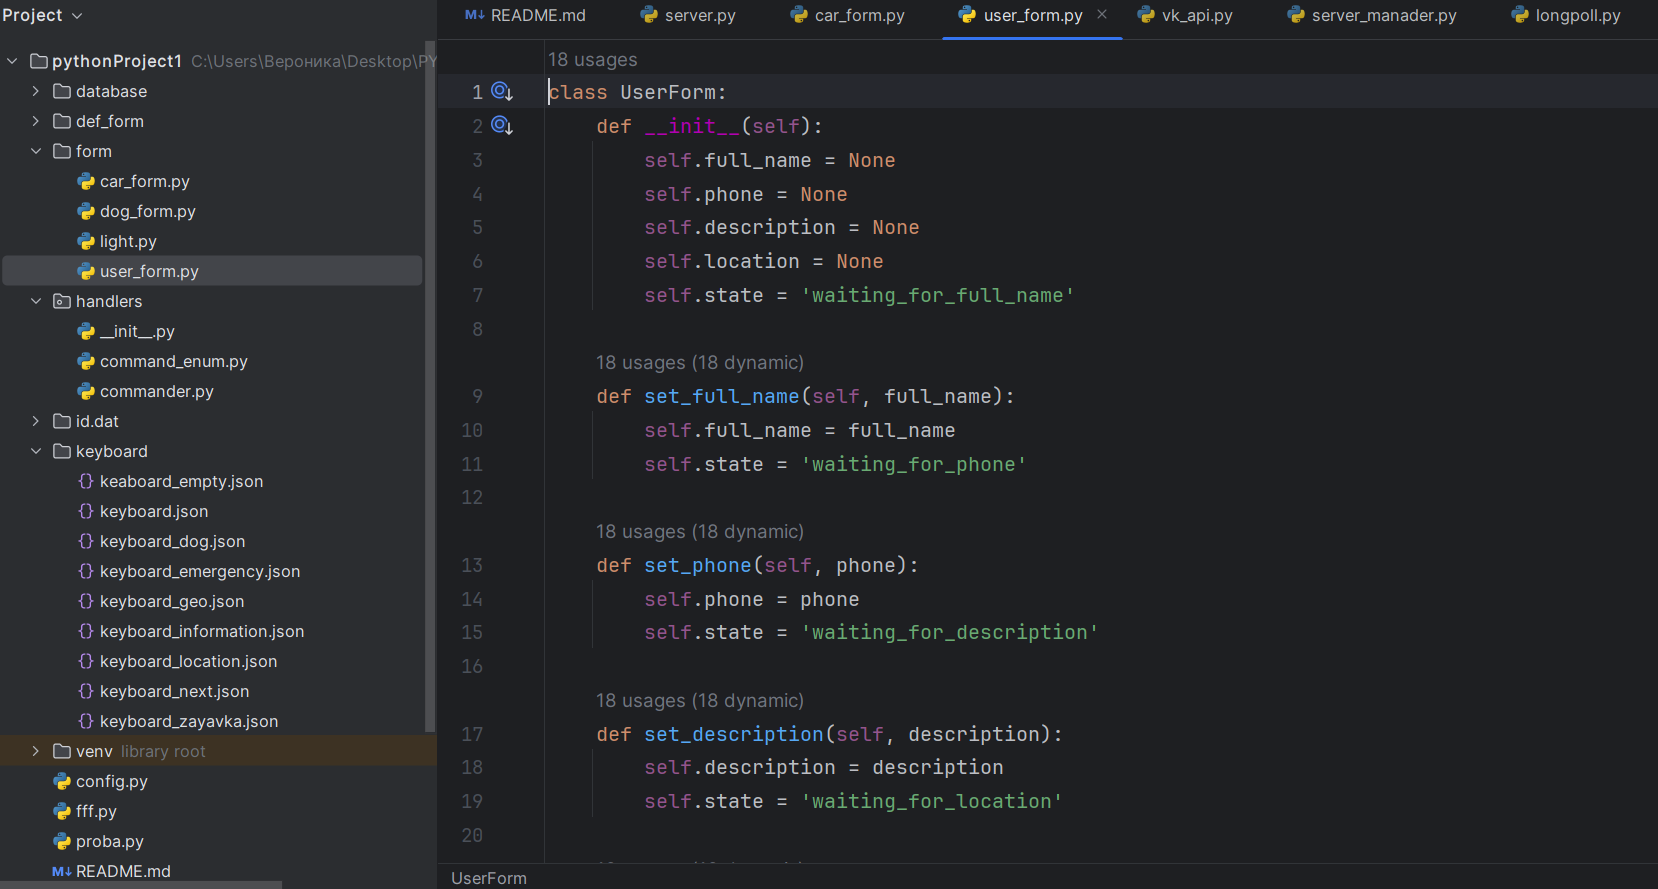 Project
README.md
server.py
car_form.py
user_form.py
vk_api.py
server_manader.py
longpoll.py
pythonProject1 C:\Users\Вероника\Desktop\PY
database
def_form
form
car_form.py
dog_form.py
light.py
user_form.py
handlers
__init__.py
command_enum.py
commander.py
id.dat
keyboard
keaboard_empty.json
keyboard.json
keyboard_dog.json
keyboard_emergency.json
keyboard_geo.json
keyboard_information.json
keyboard_location.json
keyboard_next.json
keyboard_zayavka.json
venv library root
config.py
fff.py
proba.py
README.md
18 usages
1 class UserForm:
2 def __init__(self):
3 self.full_name = None
4 self.phone = None
5 self.description = None
6 self.location = None
7 self.state = 'waiting_for_full_name'
8
18 usages (18 dynamic)
9 def set_full_name(self, full_name):
10 self.full_name = full_name
11 self.state = 'waiting_for_phone'
12
18 usages (18 dynamic)
13 def set_phone(self, phone):
14 self.phone = phone
15 self.state = 'waiting_for_description'
16
18 usages (18 dynamic)
17 def set_description(self, description):
18 self.description = description
19 self.state = 'waiting_for_location'
20
UserForm